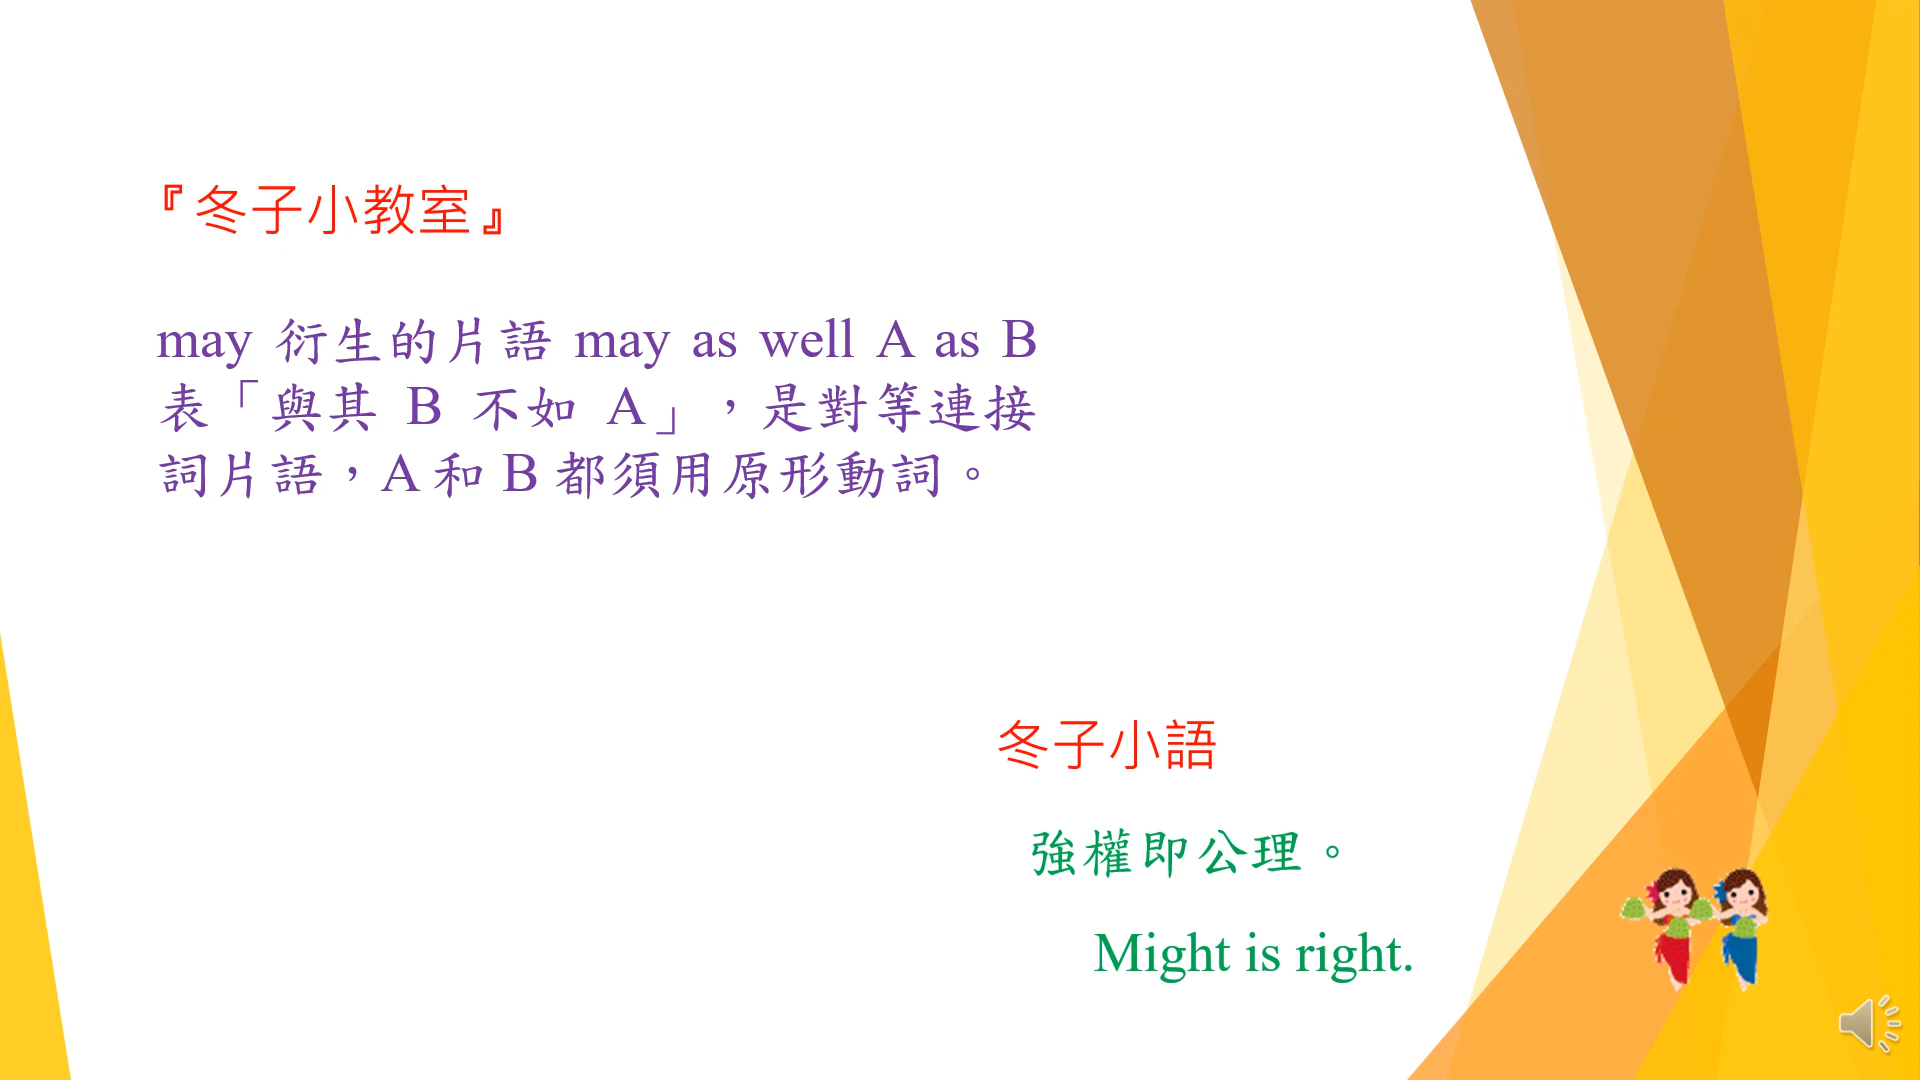 『冬子小教室』
may 衍生的片語 may as well A as B
表「與其 B 不如 A」，是對等連接
詞片語，A 和 B 都須用原形動詞。
冬子小語
強權即公理。
Might is right.